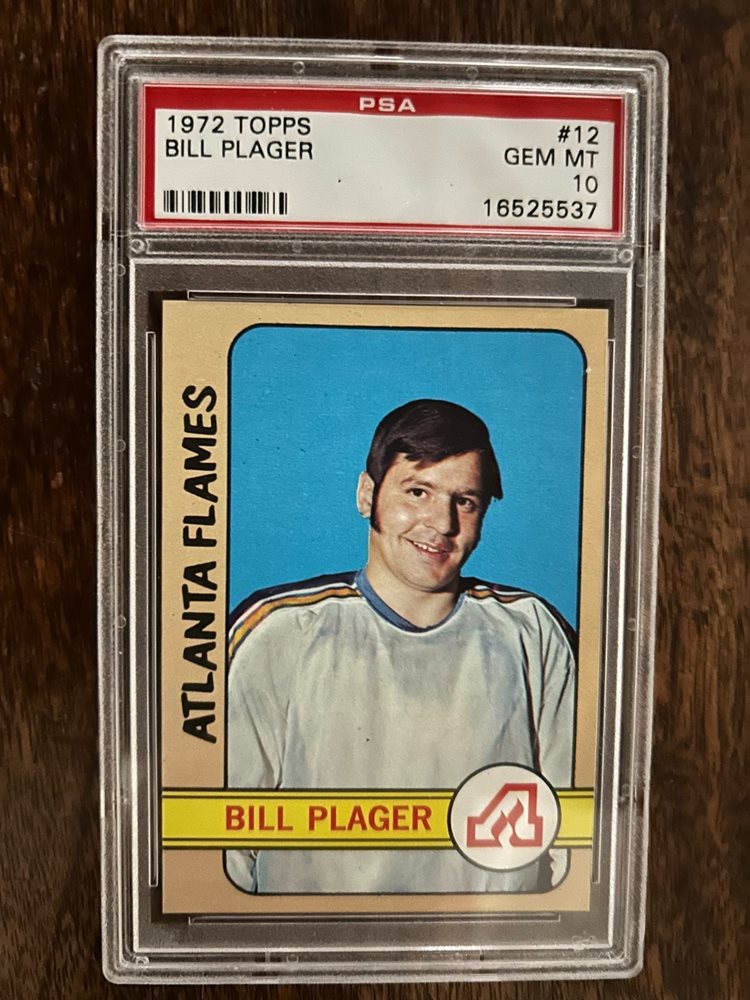 PSA
1972 TOPPS #12
BILL PLAGER GEM MT
10
16525537
ATLANTA FLAMES
BILL PLAGER